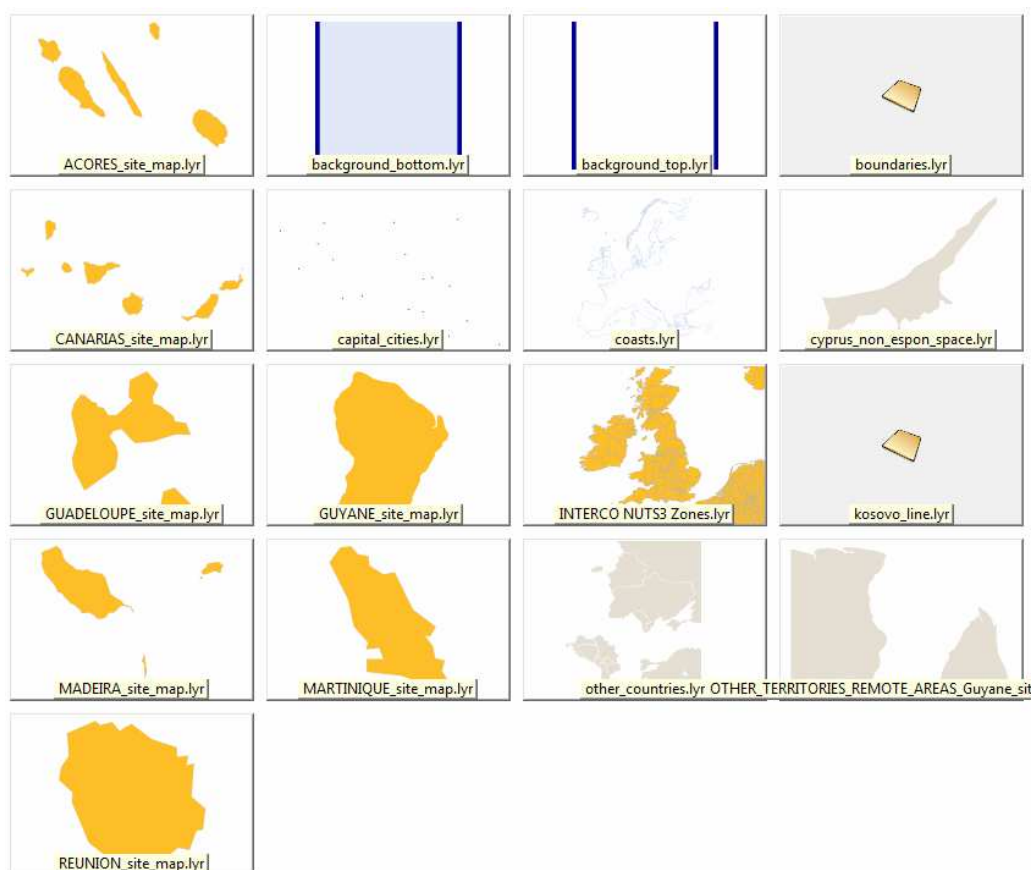 ACORES_site_map.lyr
background_bottom.lyr
background_top.lyr
boundaries.lyr
CANARIAS_site_map.lyr
capital_cities.lyr
coasts.lyr
cyprus_non_espon_space.lyr
GUADELOUPE_site_map.lyr
GUYANE_site_map.lyr
INTERCO NUTS3 Zones.lyr
kosovo_line.lyr
MADEIRA_site_map.lyr
MARTINIQUE_site_map.lyr
other_countries.lyr
OTHER_TERRITORIES_REMOTE_AREAS_Guyane_sit
REUNION_site_map.lyr